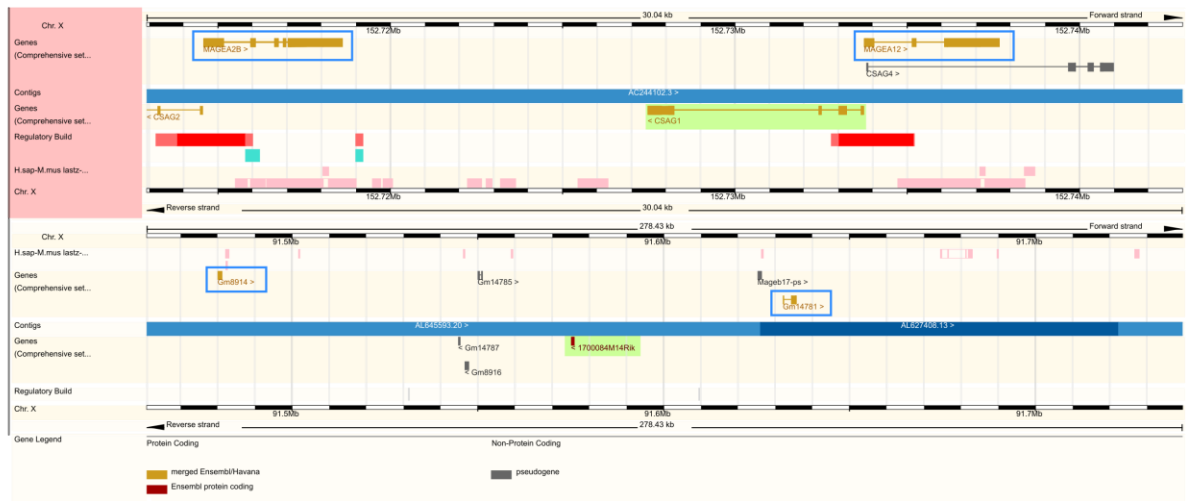 Chr. X
30.04 kb
Forward strand
152.72Mb
152.73Mb
152.74Mb
Genes
(Comprehensive set...
MAGEA2B >
MAGEA12 >
CSAG4 >
Contigs
AC244102.3 >
Genes
(Comprehensive set...
< CSAG2
< CSAG1
Regulatory Build
H.sap-M.mus lastz-...
Chr. X
152.72Mb
152.73Mb
152.74Mb
Reverse strand
30.04 kb
278.43 kb
Forward strand
Chr. X
91.5Mb
91.6Mb
91.7Mb
H.sap-M.mus lastz-...
Genes
(Comprehensive set...
Gm8914 >
Gm14785 >
Mageb17-ps >
Gm14781 >
Contigs
AL645593.20 >
AL627408.13 >
Genes
(Comprehensive set...
< Gm14787
< 1700084M14Rik
< Gm8916
Regulatory Build
Chr. X
91.5Mb
91.6Mb
91.7Mb
Reverse strand
278.43 kb
Gene Legend
Protein Coding
Non-Protein Coding
merged Ensembl/Havana
pseudogene
Ensembl protein coding